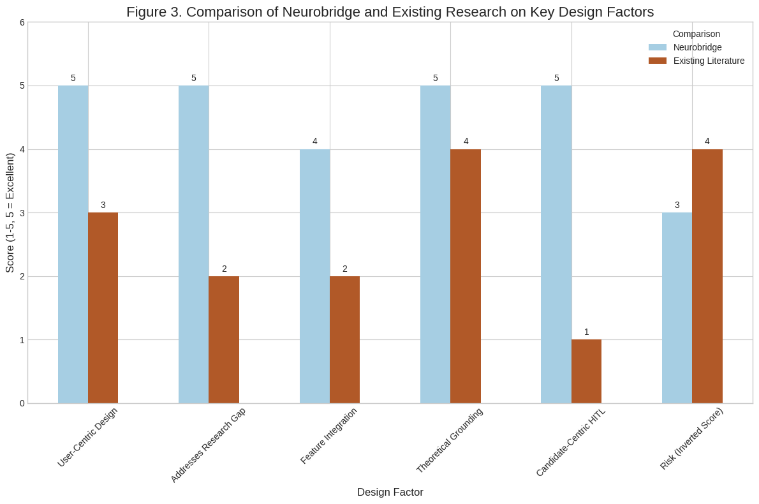 Figure 3. Comparison of Neurobridge and Existing Research on Key Design Factors
Comparison
Neurobridge
Existing Literature
Score (1-5, 5 = Excellent)
6
5
4
3
2
1
0
5
3
5
2
4
2
5
4
5
1
3
4
User-Centric Design
Addresses Research Gap
Feature Integration
Theoretical Grounding
Candidate-Centric HITL
Risk (Inverted Score)
Design Factor